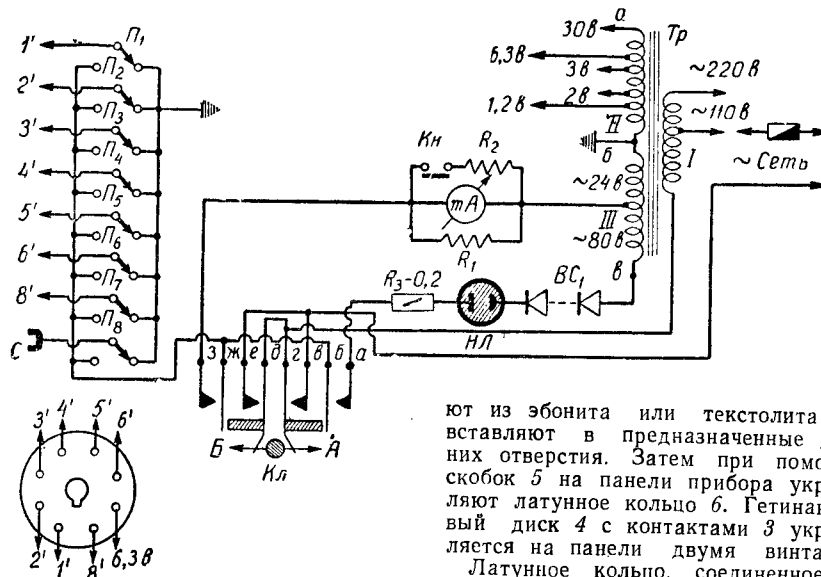 1' П₁
П₂
2'
П₃
3'
П₄
4'
П₅
5'
П₆
6'
П₇
8'
П₈
С
а
30в
Тр
6,3в
3в
2в
1,2в
II
б
~24в
III
~80в
в
~220в
~110в
I
~ Сеть
Кн R₂
mA
R₁
R₃-0,2
НЛ
ВС₁
з ж е д г в б а
Б Кл А
3' 4' 5' 6'
2' 1' 8' 6,3в
ют из эбонита или текстолита
вставляют в предназначенные
них отверстия. Затем при помо
скобок 5 на панели прибора укр
ляют латунное кольцо 6. Гетинак
вый диск 4 с контактами 3 укр
ляется на панели двумя винта
Латунное кольцо, соединенное